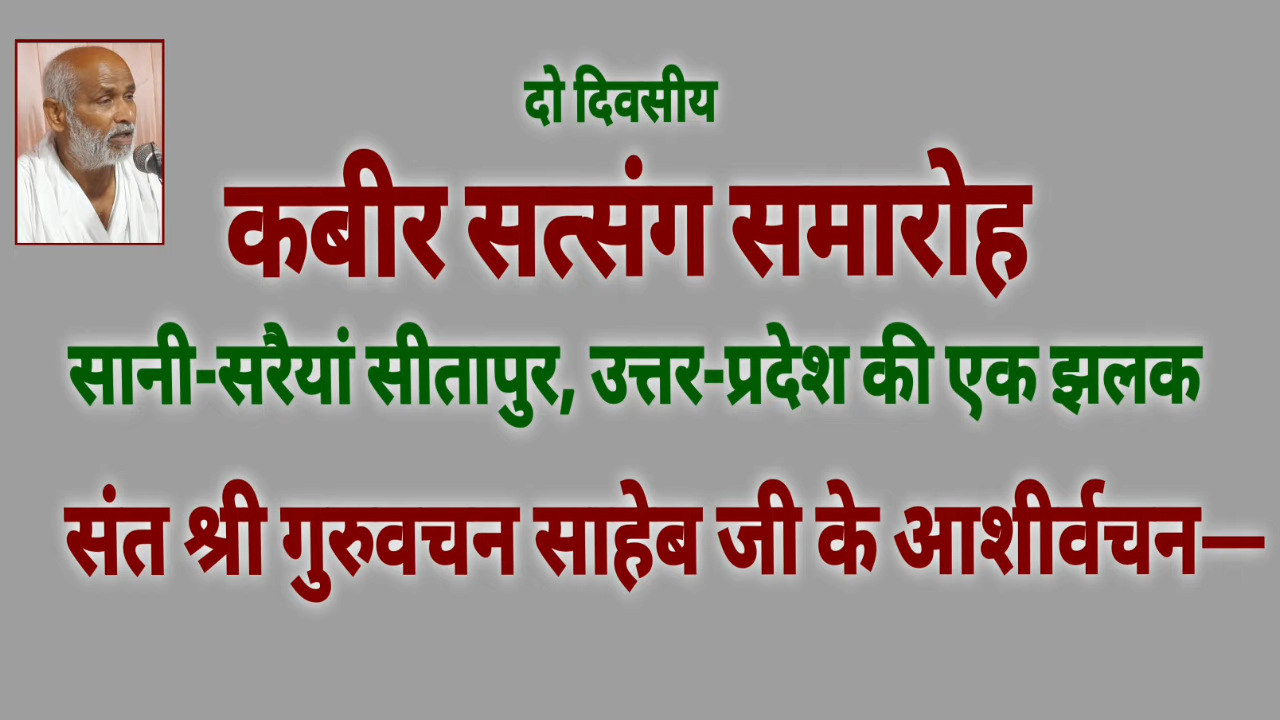 दो दिवसीय
कबीर सत्संग समारोह
सानी-सरैयां सीतापुर, उत्तर-प्रदेश की एक झलक
संत श्री गुरुवचन साहेब जी के आशीर्वचन—